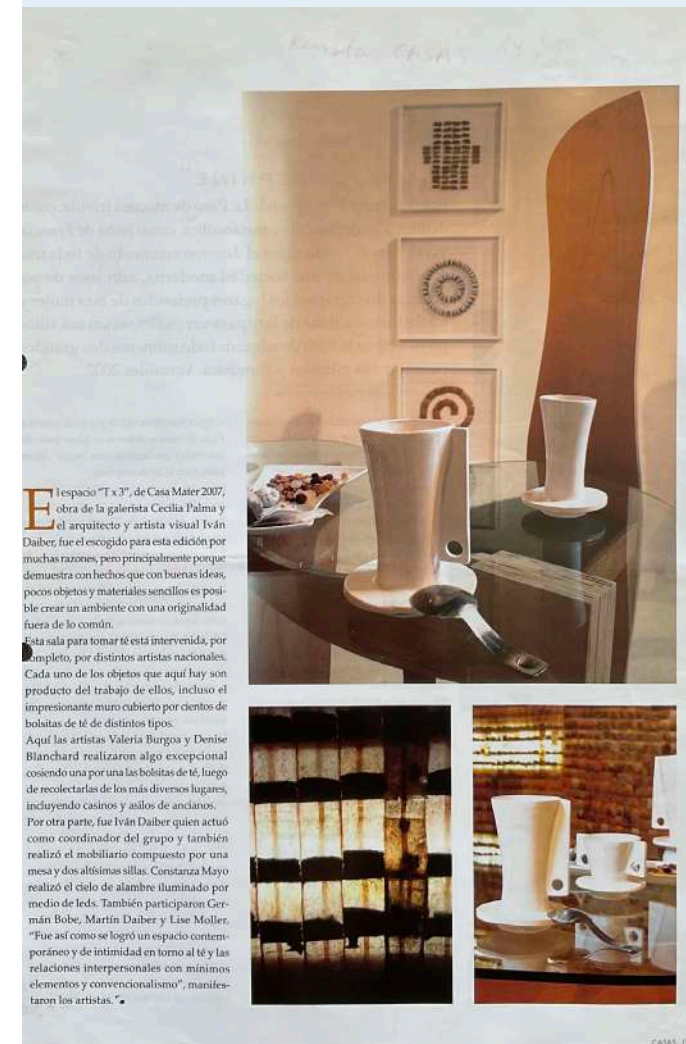 El espacio "T x 3", de Casa Mater 2007,
obra de la galerista Cecilia Palma y
el arquitecto y artista visual Iván
Daiber, fue el escogido para esta edición por
muchas razones, pero principalmente porque
demuestra con hechos que con buenas ideas,
pocos objetos y materiales sencillos es posi-
ble crear un ambiente con una originalidad
fuera de lo común.
Esta sala para tomar té está intervenida, por
completo, por distintos artistas nacionales.
Cada uno de los objetos que aquí hay son
producto del trabajo de ellos, incluso el
impresionante muro cubierto por cientos de
bolsitas de té de distintos tipos.
Aquí las artistas Valeria Burgoa y Denise
Blanchard realizaron algo excepcional
cosiendo una por una las bolsitas de té, luego
de recolectarlas de los más diversos lugares,
incluyendo casinos y asilos de ancianos.
Por otra parte, fue Iván Daiber quien actuó
como coordinador del grupo y también
realizó el mobiliario compuesto por una
mesa y dos altísimas sillas. Constanza Mayo
realizó el cielo de alambre iluminado por
medio de leds. También participaron Ger-
mán Bobe, Martín Daiber y Lise Moller.
"Fue así como se logró un espacio contem-
poráneo y de intimidad en torno al té y las
relaciones interpersonales con mínimos
elementos y convencionalismo", manifes-
taron los artistas.
CASAS